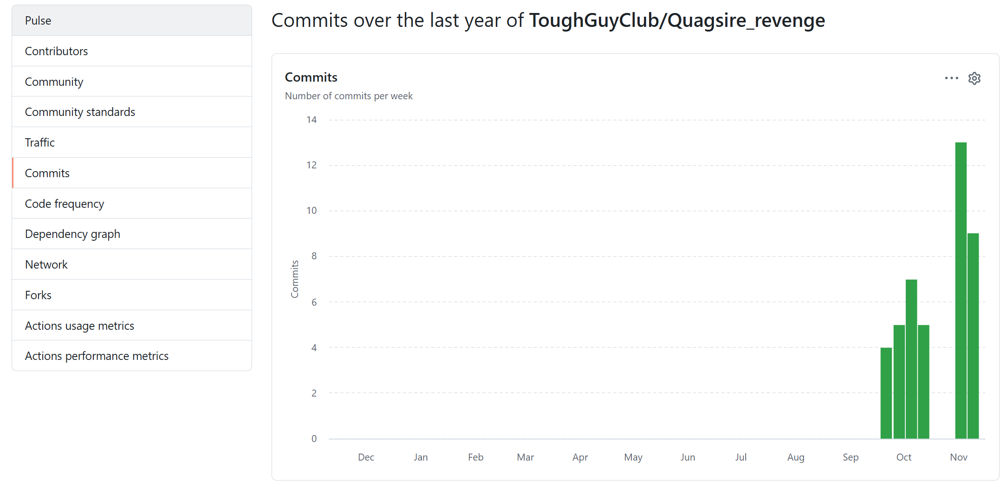 Pulse
Contributors
Community
Community standards
Traffic
Commits
Code frequency
Dependency graph
Network
Forks
Actions usage metrics
Actions performance metrics
Commits over the last year of ToughGuyClub/Quagsire_revenge
Commits
Number of commits per week
14
12
10
8
6
4
2
0
Commits
Dec Jan Feb Mar Apr May Jun Jul Aug Sep Oct Nov